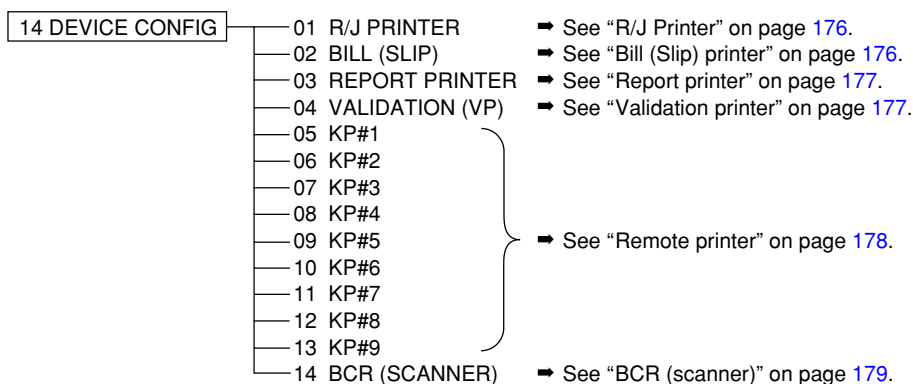 14 DEVICE CONFIG
01 R/J PRINTER ➡ See “R/J Printer” on page 176.
02 BILL (SLIP) ➡ See “Bill (Slip) printer” on page 176.
03 REPORT PRINTER ➡ See “Report printer” on page 177.
04 VALIDATION (VP) ➡ See “Validation printer” on page 177.
05 KP#1
06 KP#2
07 KP#3
08 KP#4
09 KP#5 ➡ See “Remote printer” on page 178.
10 KP#6
11 KP#7
12 KP#8
13 KP#9
14 BCR (SCANNER) ➡ See “BCR (scanner)” on page 179.